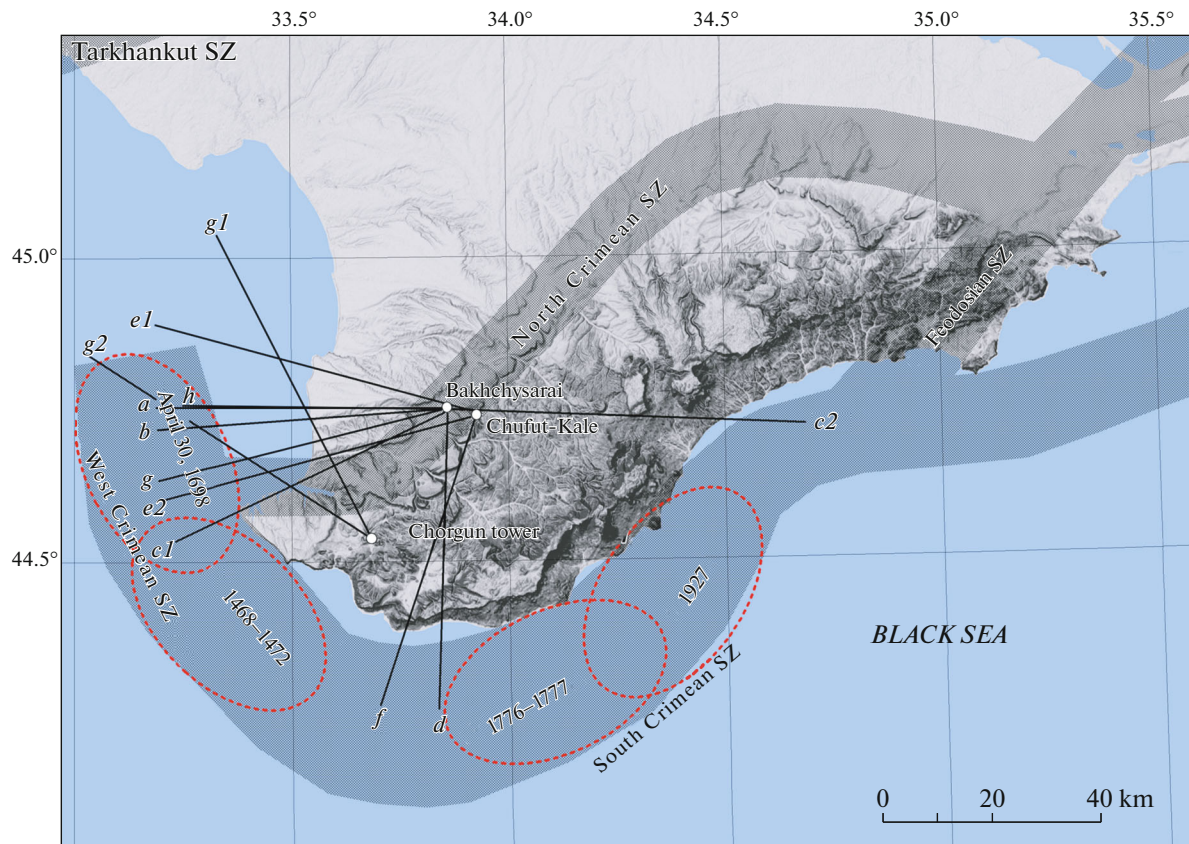 33.5° 34.0° 34.5° 35.0° 35.5°
Tarkhankut SZ
45.0°
44.5°
g1
e1
g2
a
h
b
g
e2
c1
c2
f
d
North Crimean SZ
Feodosian SZ
Bakhchysarai
Chufut-Kale
April 30, 1698
West Crimean SZ
Chorgun tower
1468–1472
1927
1776–1777
South Crimean SZ
BLACK SEA
0 20 40 km